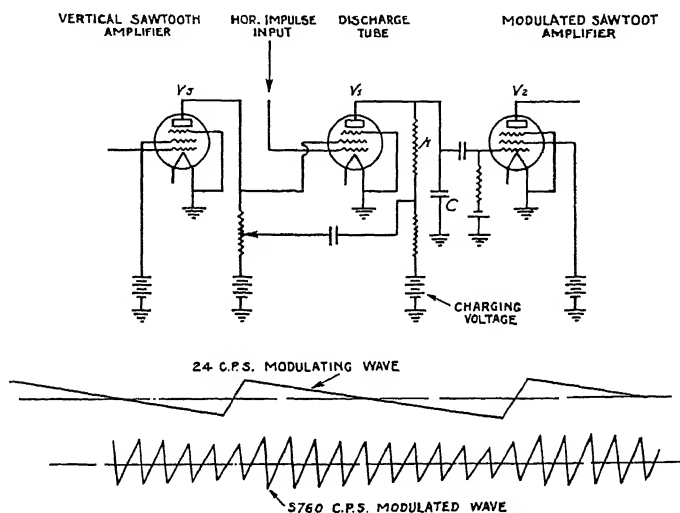 VERTICAL SAWTOOTH
AMPLIFIER
HOR. IMPULSE
INPUT
DISCHARGE
TUBE
MODULATED SAWTOOT
AMPLIFIER
V3
V1
V2
r
C
CHARGING
VOLTAGE
24 C.P.S. MODULATING WAVE
5760 C.P.S. MODULATED WAVE